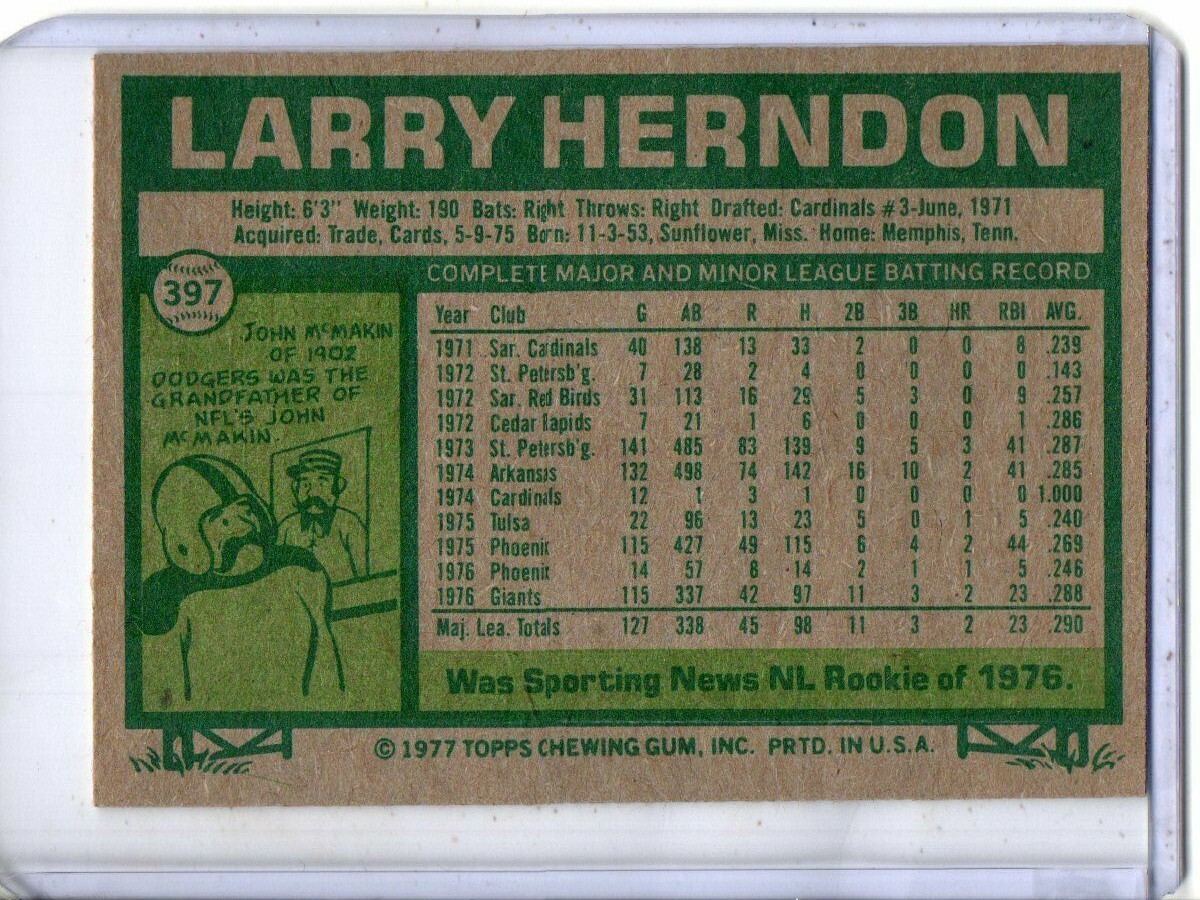 LARRY HERNDON
Height: 6'3" Weight: 190 Bats: Right Throws: Right Drafted: Cardinals #3-June, 1971
Acquired: Trade, Cards, 5-9-75 Born: 11-3-53, Sunflower, Miss. Home: Memphis, Tenn.
397
JOHN McMAKIN
OF 1902
DODGERS WAS THE
GRANDFATHER OF
NFL'S JOHN
McMAKIN.
COMPLETE MAJOR AND MINOR LEAGUE BATTING RECORD
Year Club G AB R H 2B 3B HR RBI AVG.
1971 Sar. Cardinals 40 138 13 33 2 0 0 8 .239
1972 St. Petersb'g. 7 28 2 4 0 0 0 0 .143
1972 Sar. Red Birds 31 113 16 29 5 3 0 9 .257
1972 Cedar Rapids 7 21 1 6 0 0 0 1 .286
1973 St. Petersb'g. 141 485 83 139 9 5 3 41 .287
1974 Arkansas 132 498 74 142 16 10 2 41 .285
1974 Cardinals 12 1 3 1 0 0 0 0 1.000
1975 Tulsa 22 96 13 23 5 0 1 5 .240
1975 Phoenix 115 427 49 115 6 4 2 44 .269
1976 Phoenix 14 57 8 14 2 1 1 5 .246
1976 Giants 115 337 42 97 11 3 2 23 .288
Maj. Lea. Totals 127 338 45 98 11 3 2 23 .290
Was Sporting News NL Rookie of 1976.
© 1977 TOPPS CHEWING GUM, INC. PRTD. IN U.S.A.